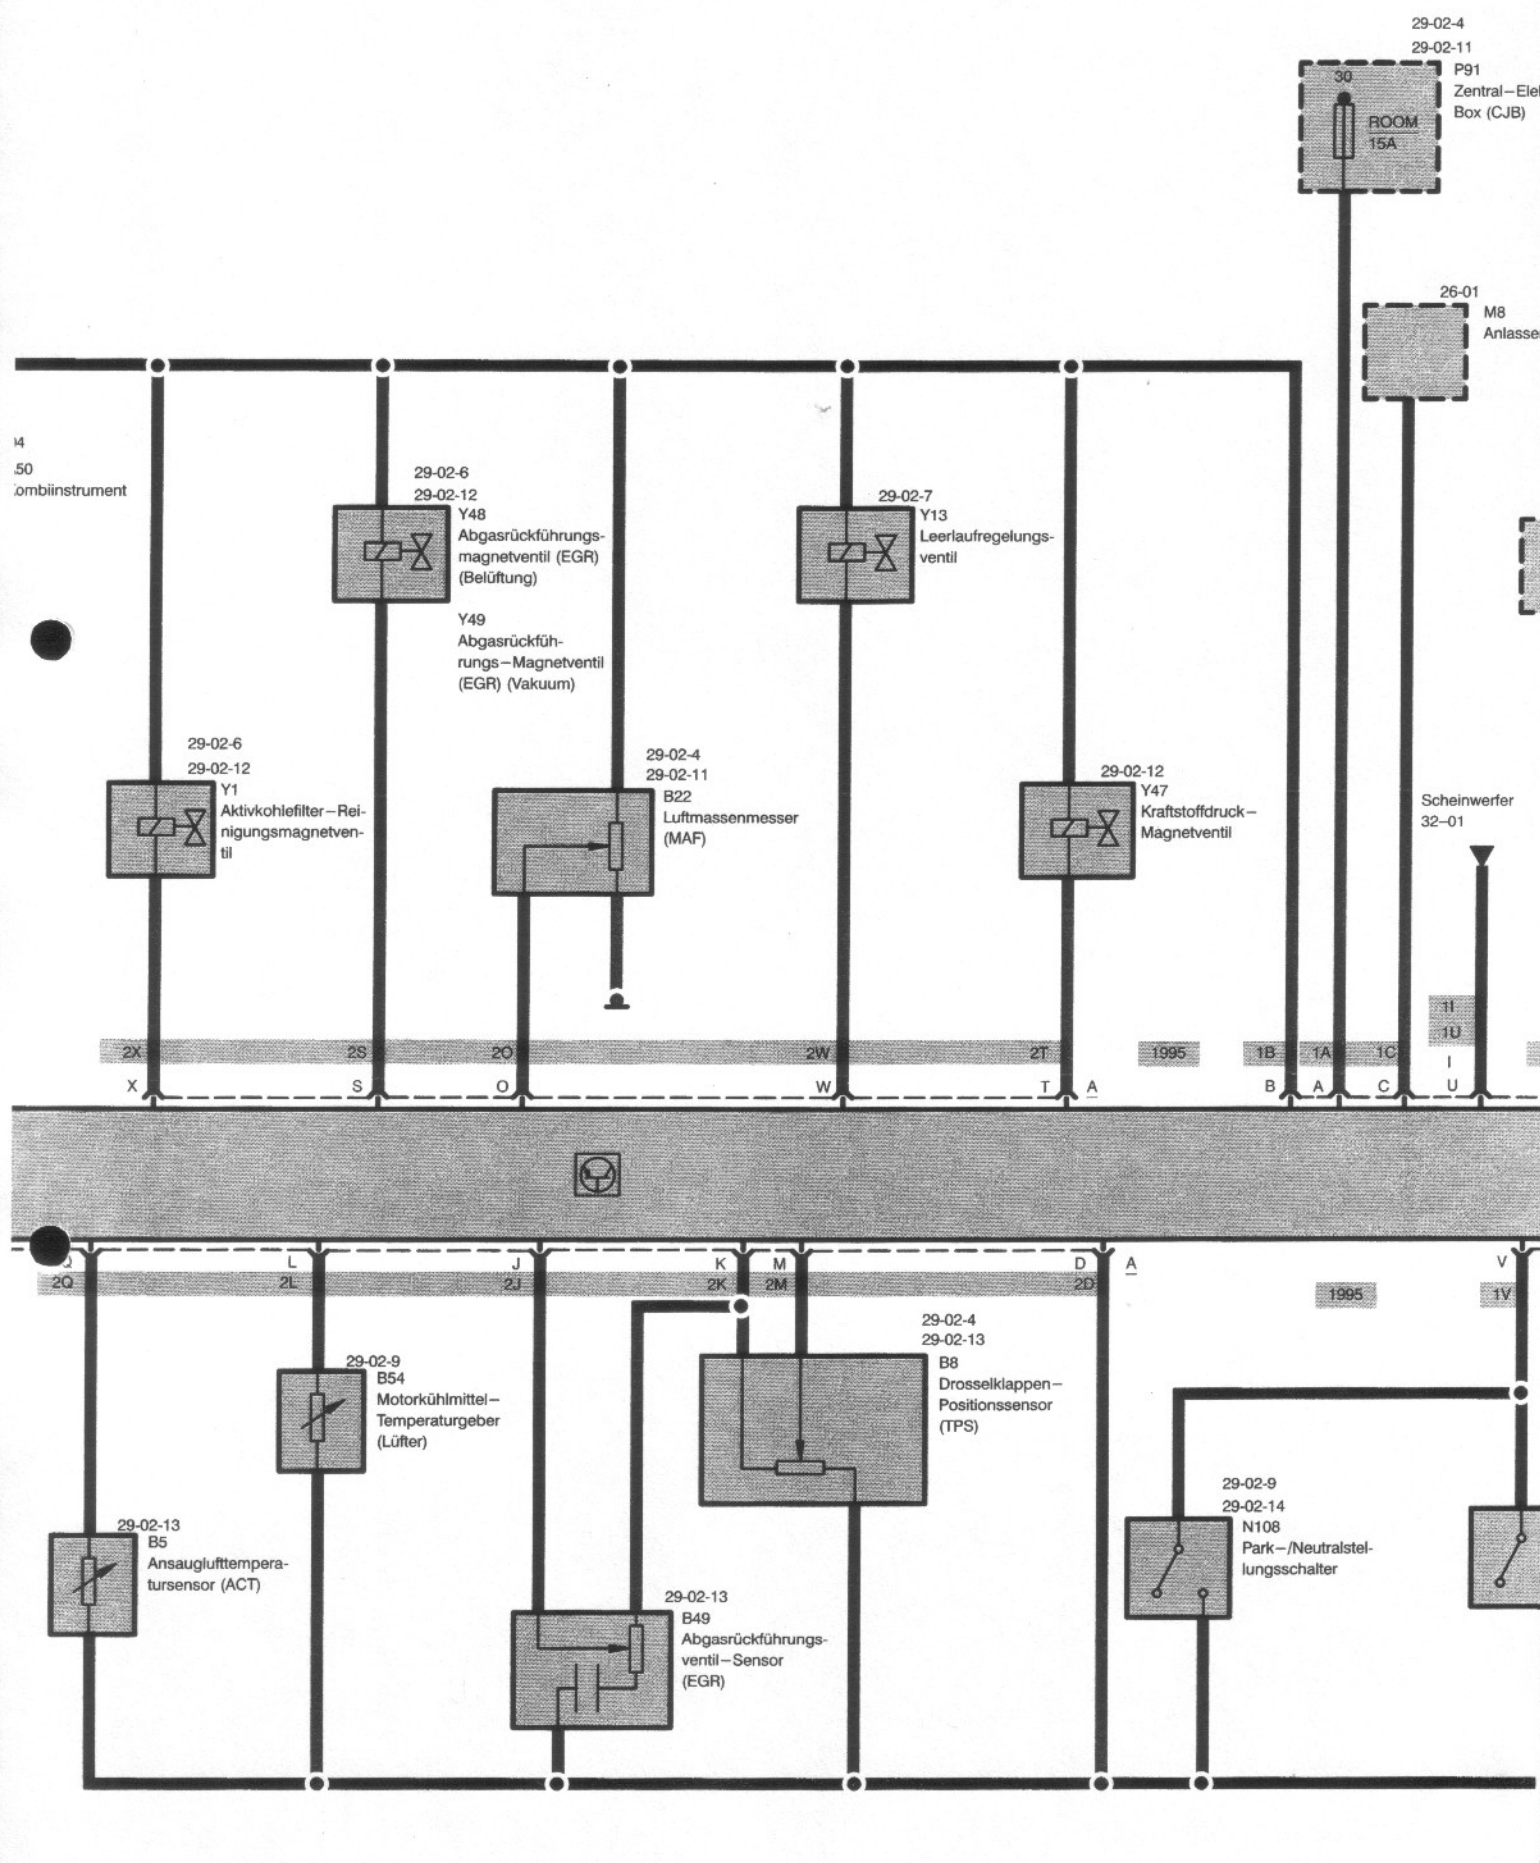 29-02-4
29-02-11
P91
Zentral–Ele
Box (CJB)
30
ROOM
15A
26-01
M8
Anlasse
50
ombiinstrument
29-02-6
29-02-12
Y48
Abgasrückführungs-
magnetventil (EGR)
(Belüftung)
Y49
Abgasrückfüh-
rungs–Magnetventil
(EGR) (Vakuum)
29-02-7
Y13
Leerlaufregelungs-
ventil
29-02-6
29-02-12
Y1
Aktivkohlefilter–Rei-
nigungsmagnetven-
til
29-02-4
29-02-11
B22
Luftmassenmesser
(MAF)
29-02-12
Y47
Kraftstoffdruck–
Magnetventil
Scheinwerfer
32–01
1I
1U
2X 2S 2O 2W 2T 1995 1B 1A 1C
I
X S O W T A B A C U
Q L J K M D A V
2Q 2L 2J 2K 2M 2D 1995 1V
29-02-4
29-02-13
B8
Drosselklappen–
Positionssensor
(TPS)
29-02-9
B54
Motorkühlmittel–
Temperaturgeber
(Lüfter)
29-02-9
29-02-14
N108
Park–/Neutralstel-
lungsschalter
29-02-13
B5
Ansauglufttempera-
tursensor (ACT)
29-02-13
B49
Abgasrückführungs-
ventil–Sensor
(EGR)